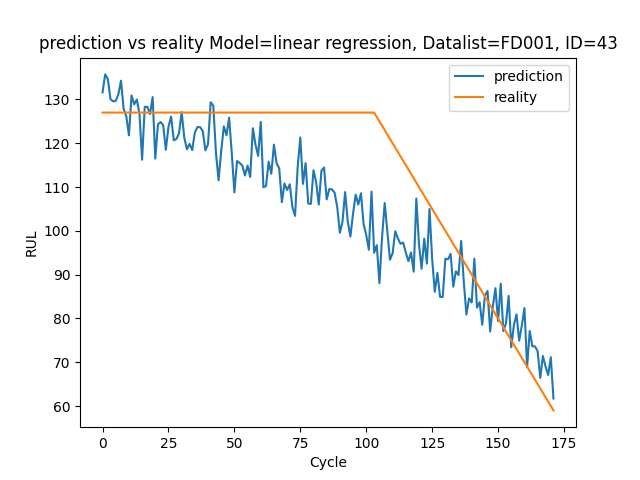 prediction vs reality Model=linear regression, Datalist=FD001, ID=43
prediction
reality
130
120
110
100
90
80
70
60
RUL
0 25 50 75 100 125 150 175
Cycle